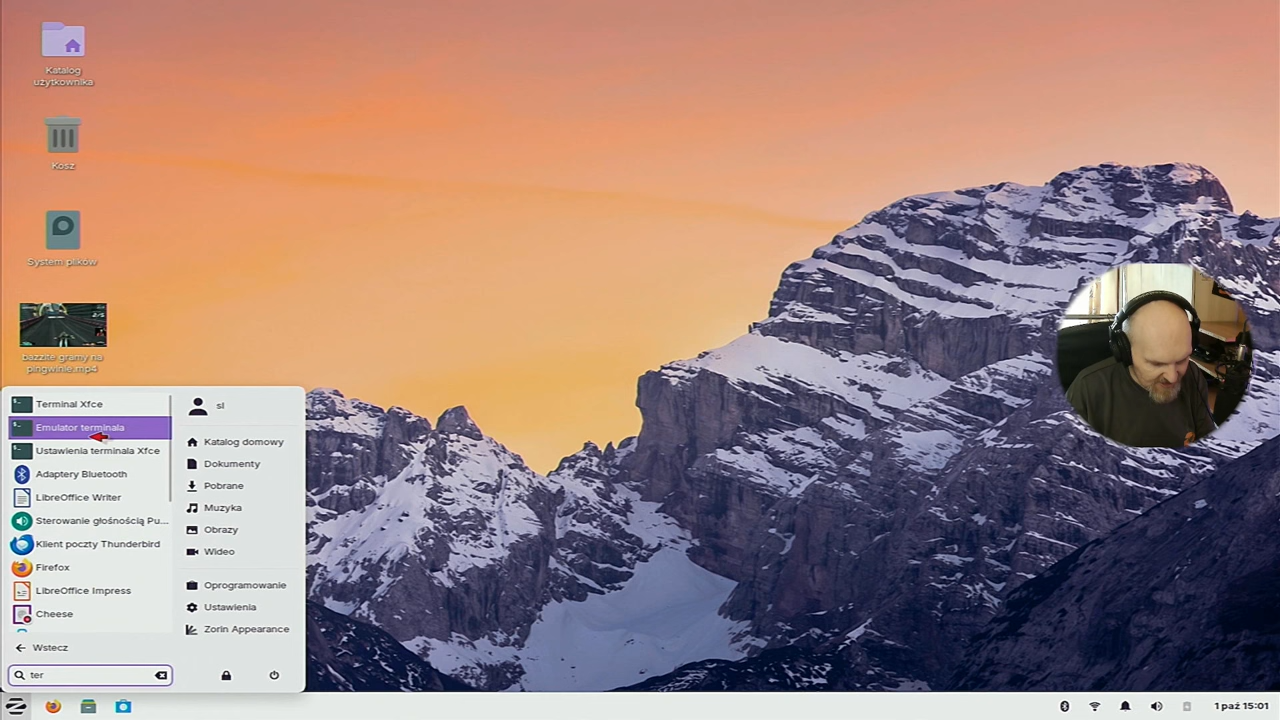 Katalog
użytkownika
Kosz
System plików
bazzite gramy na
pingwinie.mp4
Terminal Xfce
Emulator terminala
Ustawienia terminala Xfce
Adaptery Bluetooth
LibreOffice Writer
Sterowanie głośnością Pu...
Klient poczty Thunderbird
Firefox
LibreOffice Impress
Cheese
Wstecz
ter
sl
Katalog domowy
Dokumenty
Pobrane
Muzyka
Obrazy
Wideo
Oprogramowanie
Ustawienia
Zorin Appearance
1 paź 15:01